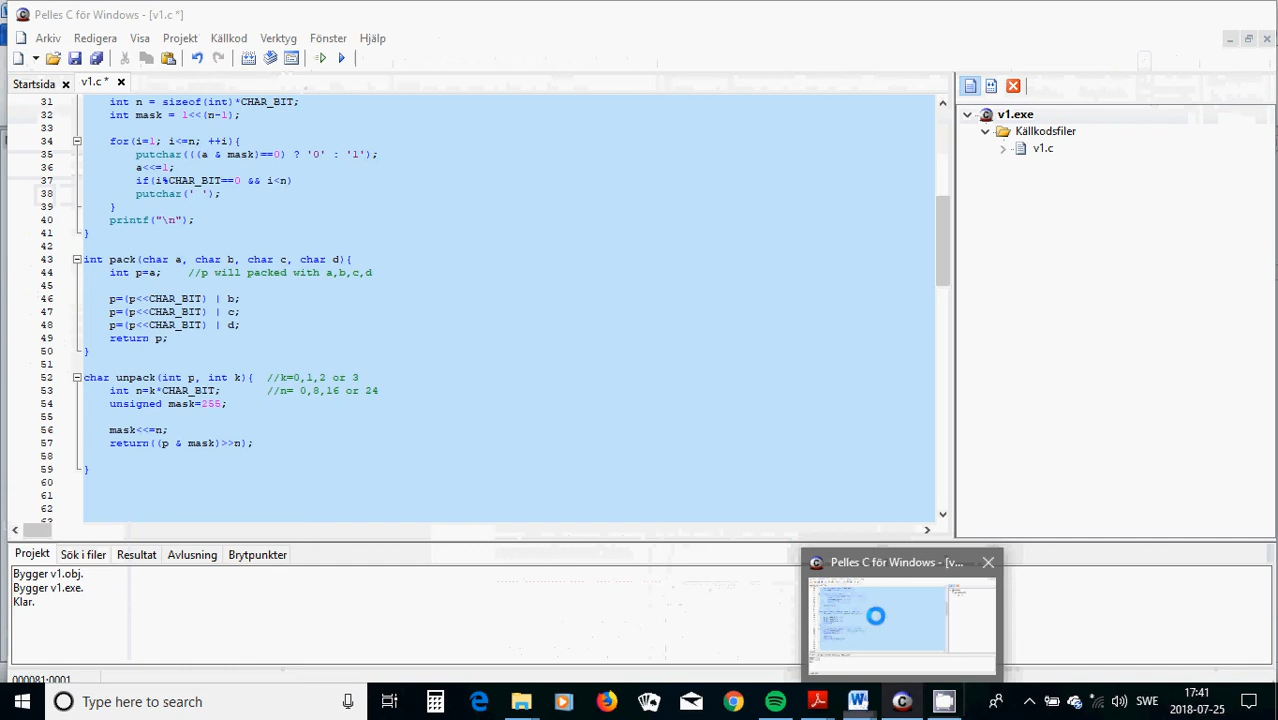 Pelles C för Windows - [v1.c *]
Arkiv Redigera Visa Projekt Källkod Verktyg Fönster Hjälp
Startsida v1.c *
31 int n = sizeof(int)*CHAR_BIT;
32 int mask = 1<<(n-1);
33
34 for(i=1; i<=n; ++i){
35 putchar(((a & mask)==0) ? '0' : '1');
36 a<<=1;
37 if(i%CHAR_BIT==0 && i<n)
38 putchar(' ');
39 }
40 printf("\n");
41 }
42
43 int pack(char a, char b, char c, char d){
44 int p=a; //p will packed with a,b,c,d
45
46 p=(p<<CHAR_BIT) | b;
47 p=(p<<CHAR_BIT) | c;
48 p=(p<<CHAR_BIT) | d;
49 return p;
50 }
51
52 char unpack(int p, int k){ //k=0,1,2 or 3
53 int n=k*CHAR_BIT; //n= 0,8,16 or 24
54 unsigned mask=255;
55
56 mask<<=n;
57 return((p & mask)>>n);
58
59 }
60
61
62
v1.exe
Källkodsfiler
v1.c
Projekt Sök i filer Resultat Avlusning Brytpunkter
Bygger v1.obj.
Bygger v1.exe.
Klar.
Pelles C för Windows - [v...
000081:0001
Type here to search
SWE
17:41
2018-07-25